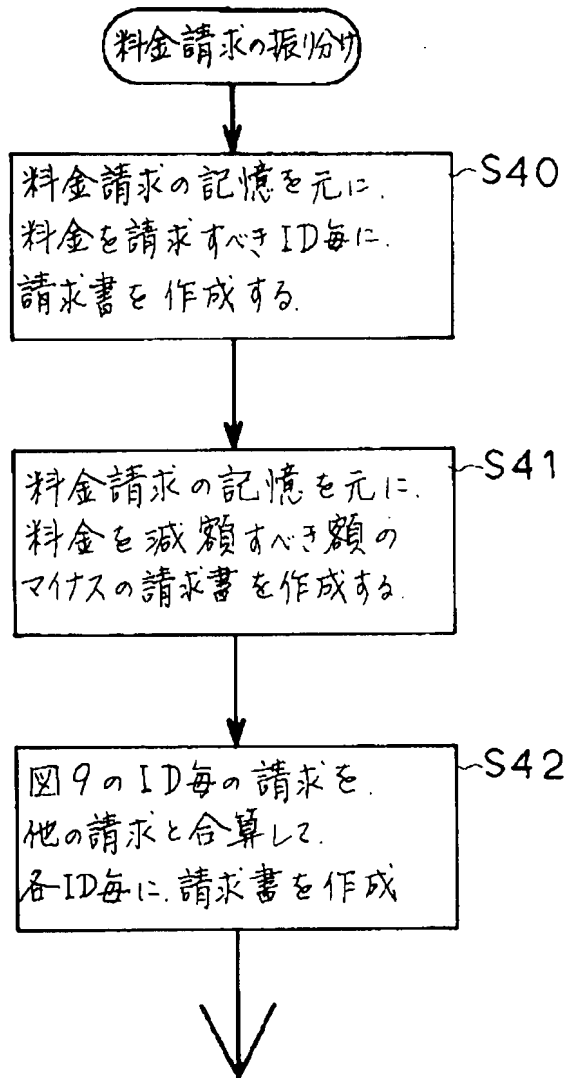 料金請求の振り分け
S40
料金請求の記憶を元に.
料金を請求すべきID毎に.
請求書を作成する.
S41
料金請求の記憶を元に.
料金を減額すべき額の
マイナスの請求書を作成する.
S42
図9のID毎の請求を.
他の請求と合算して.
各ID毎に.請求書を作成